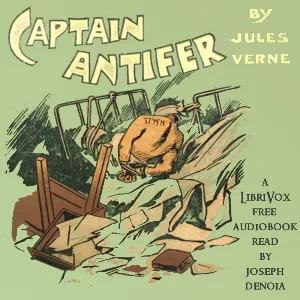 CAPTAIN
ANTIFER
BY
JULES
VERNE
A
LIBRIVOX
FREE
AUDIOBOOK
READ
BY
JOSEPH
DENOIA